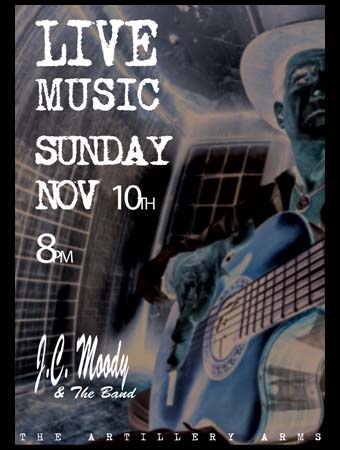 LIVE
MUSIC
SUNDAY
NOV 10TH
8PM
J.C. Moody
& The Band
THE ARTILLERY ARMS